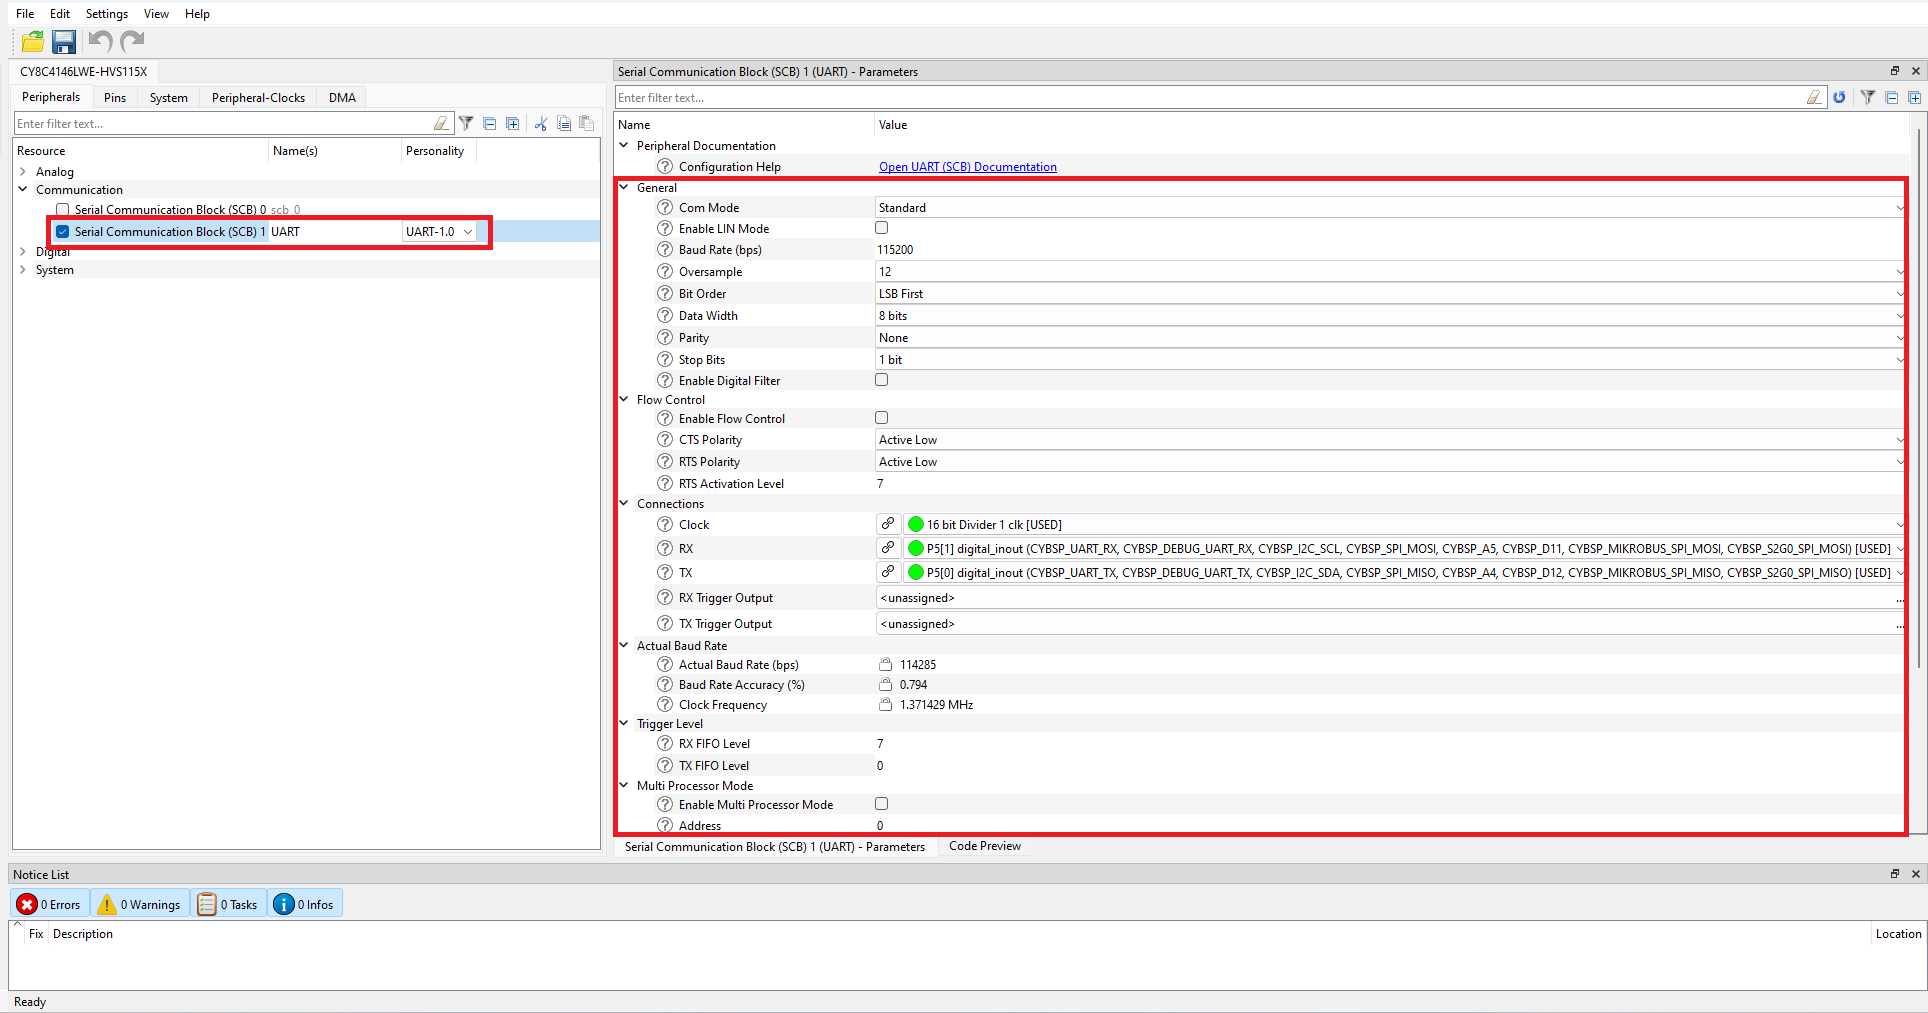 File Edit Settings View Help
CY8C4146LWE-HVS115X
Peripherals Pins System Peripheral-Clocks DMA
Enter filter text...
Resource Name(s) Personality
Analog
Communication
Serial Communication Block (SCB) 0 scb_0
Serial Communication Block (SCB) 1 UART UART-1.0
Digital
System
Serial Communication Block (SCB) 1 (UART) - Parameters
Enter filter text...
Name Value
Peripheral Documentation
Configuration Help Open UART (SCB) Documentation
General
Com Mode Standard
Enable LIN Mode
Baud Rate (bps) 115200
Oversample 12
Bit Order LSB First
Data Width 8 bits
Parity None
Stop Bits 1 bit
Enable Digital Filter
Flow Control
Enable Flow Control
CTS Polarity Active Low
RTS Polarity Active Low
RTS Activation Level 7
Connections
Clock 16 bit Divider 1 clk [USED]
RX P5[1] digital_inout (CYBSP_UART_RX, CYBSP_DEBUG_UART_RX, CYBSP_I2C_SCL, CYBSP_SPI_MOSI, CYBSP_A5, CYBSP_D11, CYBSP_MIKROBUS_SPI_MOSI, CYBSP_S2G0_SPI_MOSI) [USED]
TX P5[0] digital_inout (CYBSP_UART_TX, CYBSP_DEBUG_UART_TX, CYBSP_I2C_SDA, CYBSP_SPI_MISO, CYBSP_A4, CYBSP_D12, CYBSP_MIKROBUS_SPI_MISO, CYBSP_S2G0_SPI_MISO) [USED]
RX Trigger Output <unassigned> ...
TX Trigger Output <unassigned> ...
Actual Baud Rate
Actual Baud Rate (bps) 114285
Baud Rate Accuracy (%) 0.794
Clock Frequency 1.371429 MHz
Trigger Level
RX FIFO Level 7
TX FIFO Level 0
Multi Processor Mode
Enable Multi Processor Mode
Address 0
Serial Communication Block (SCB) 1 (UART) - Parameters Code Preview
Notice List
0 Errors 0 Warnings 0 Tasks 0 Infos
Fix Description Location
Ready